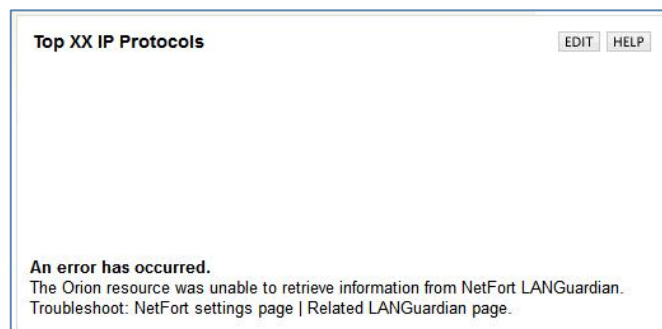 Top XX IP Protocols
EDIT HELP
An error has occurred.
The Orion resource was unable to retrieve information from NetFort LANGuardian.
Troubleshoot: NetFort settings page | Related LANGuardian page.